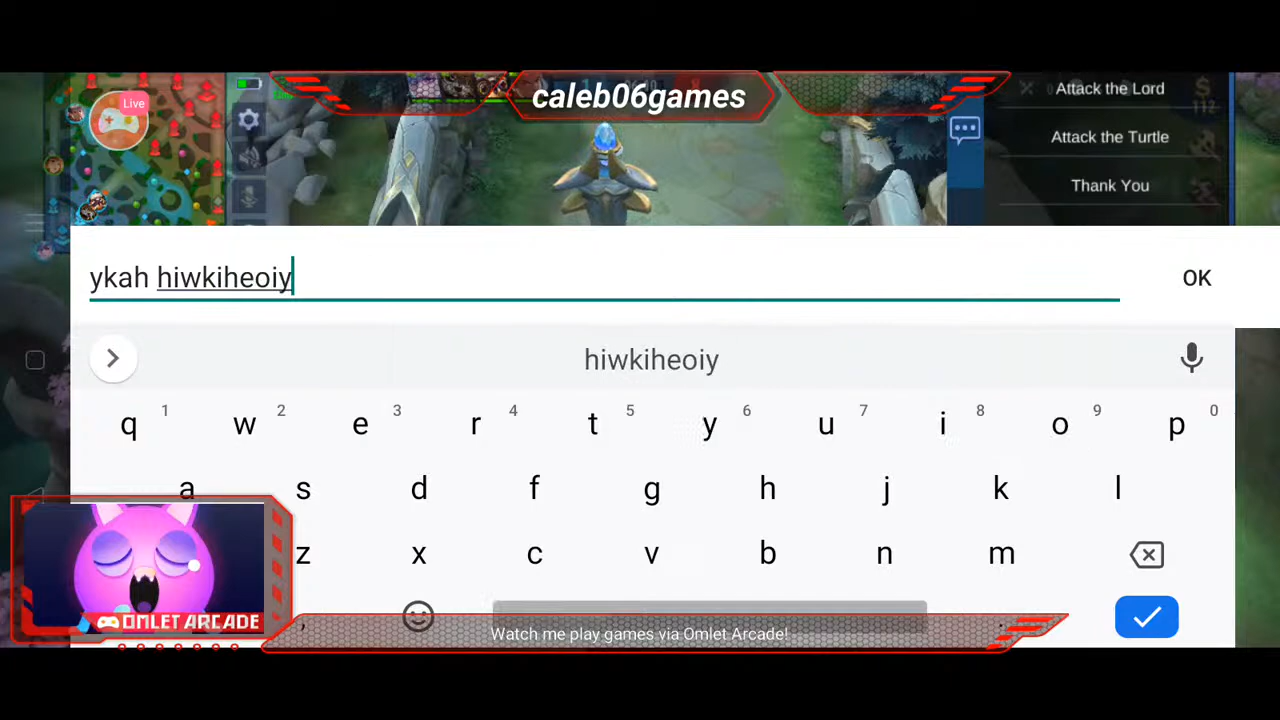 Live
caleb06games
Attack the Lord
112
Attack the Turtle
Thank You
ykah hiwkiheoiy
OK
hiwkiheoiy
1 2 3 4 5 6 7 8 9 0
q w e r t y u i o p
a s d f g h j k l
z x c v b n m
OMLET ARCADE
, .
Watch me play games via Omlet Arcade!